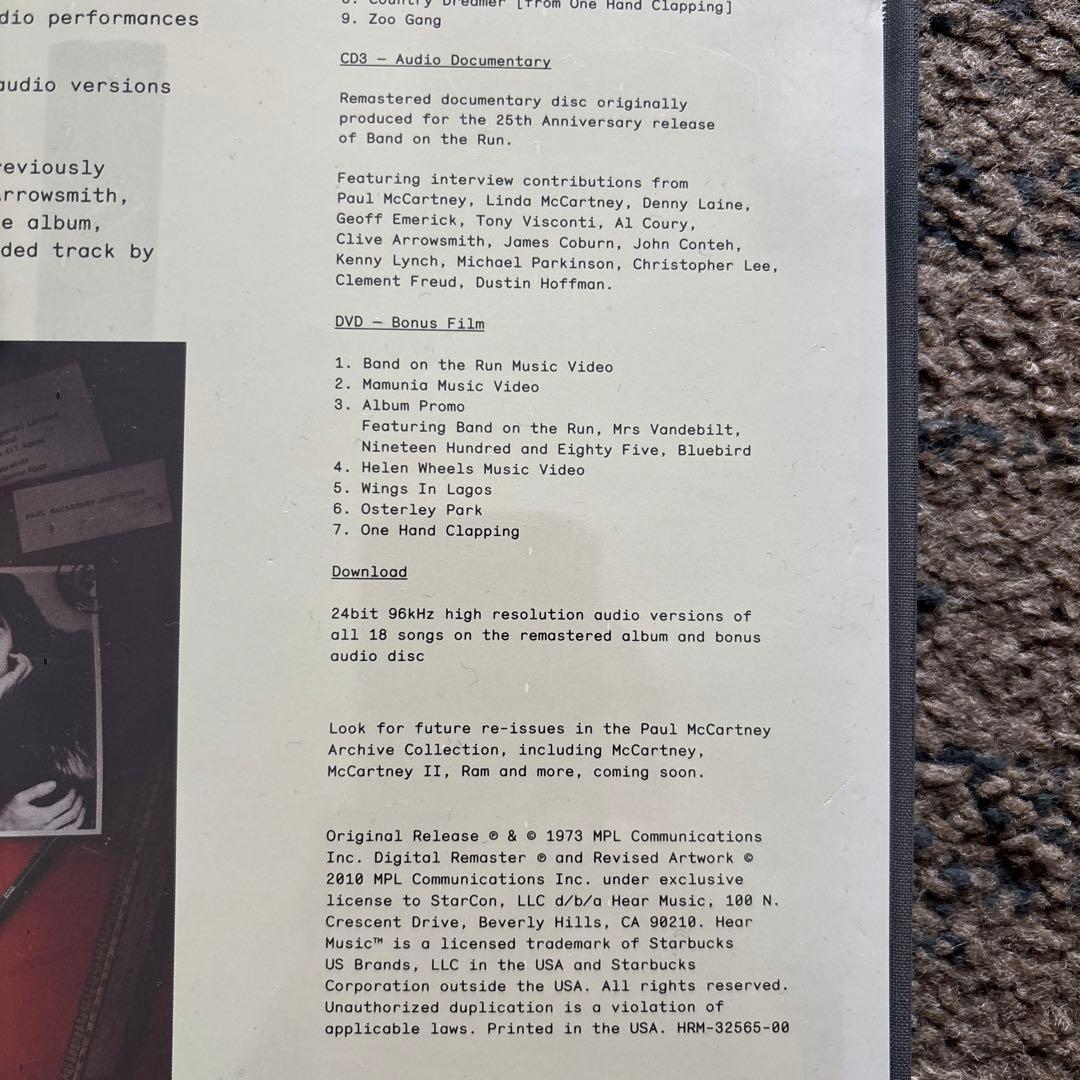 dio performances
audio versions
eviously
rrowsmith,
e album,
ded track by
PAUL McCARTNEY
8. Country Dreamer [from One Hand Clapping]
9. Zoo Gang
CD3 – Audio Documentary
Remastered documentary disc originally
produced for the 25th Anniversary release
of Band on the Run.
Featuring interview contributions from
Paul McCartney, Linda McCartney, Denny Laine,
Geoff Emerick, Tony Visconti, Al Coury,
Clive Arrowsmith, James Coburn, John Conteh,
Kenny Lynch, Michael Parkinson, Christopher Lee,
Clement Freud, Dustin Hoffman.
DVD – Bonus Film
1. Band on the Run Music Video
2. Mamunia Music Video
3. Album Promo
Featuring Band on the Run, Mrs Vandebilt,
Nineteen Hundred and Eighty Five, Bluebird
4. Helen Wheels Music Video
5. Wings In Lagos
6. Osterley Park
7. One Hand Clapping
Download
24bit 96kHz high resolution audio versions of
all 18 songs on the remastered album and bonus
audio disc
Look for future re-issues in the Paul McCartney
Archive Collection, including McCartney,
McCartney II, Ram and more, coming soon.
Original Release ℗ & © 1973 MPL Communications
Inc. Digital Remaster ℗ and Revised Artwork ©
2010 MPL Communications Inc. under exclusive
license to StarCon, LLC d/b/a Hear Music, 100 N.
Crescent Drive, Beverly Hills, CA 90210. Hear
Music™ is a licensed trademark of Starbucks
US Brands, LLC in the USA and Starbucks
Corporation outside the USA. All rights reserved.
Unauthorized duplication is a violation of
applicable laws. Printed in the USA. HRM-32565-00